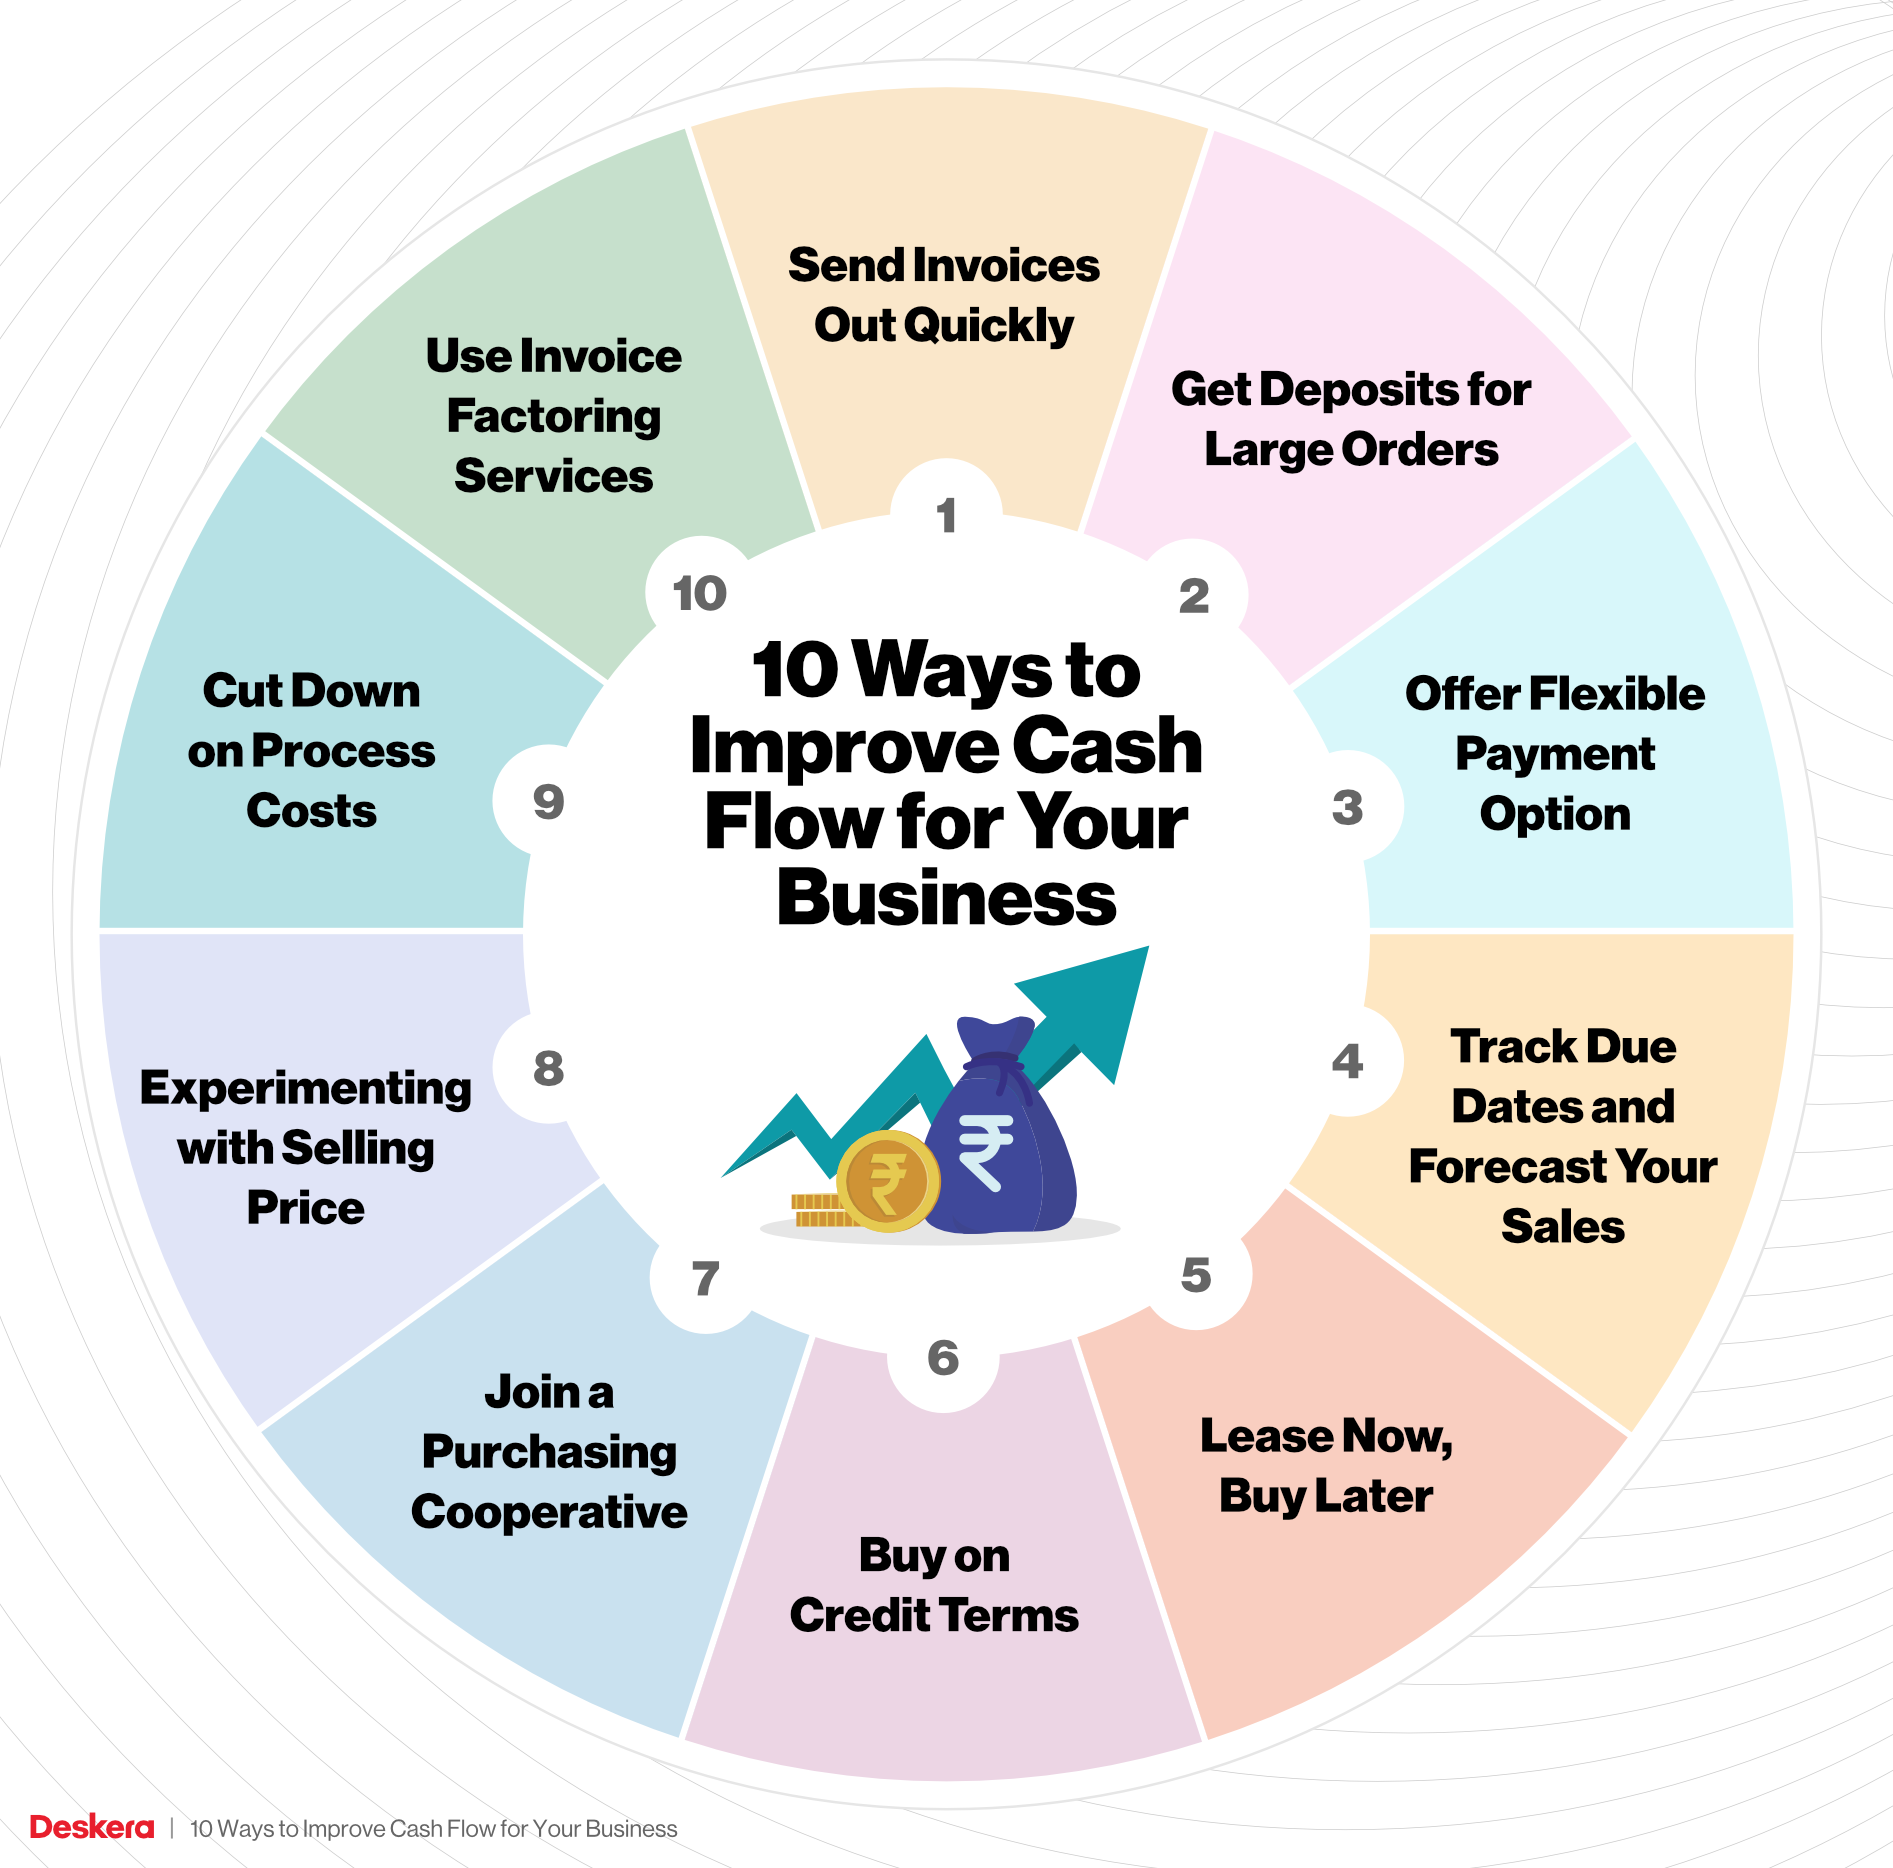 10 Ways to
Improve Cash
Flow for Your
Business
1
Send Invoices
Out Quickly
2
Get Deposits for
Large Orders
3
Offer Flexible
Payment
Option
4
Track Due
Dates and
Forecast Your
Sales
5
Lease Now,
Buy Later
6
Buy on
Credit Terms
7
Join a
Purchasing
Cooperative
8
Experimenting
with Selling
Price
9
Cut Down
on Process
Costs
10
Use Invoice
Factoring
Services
₹
₹
Deskera | 10 Ways to Improve Cash Flow for Your Business